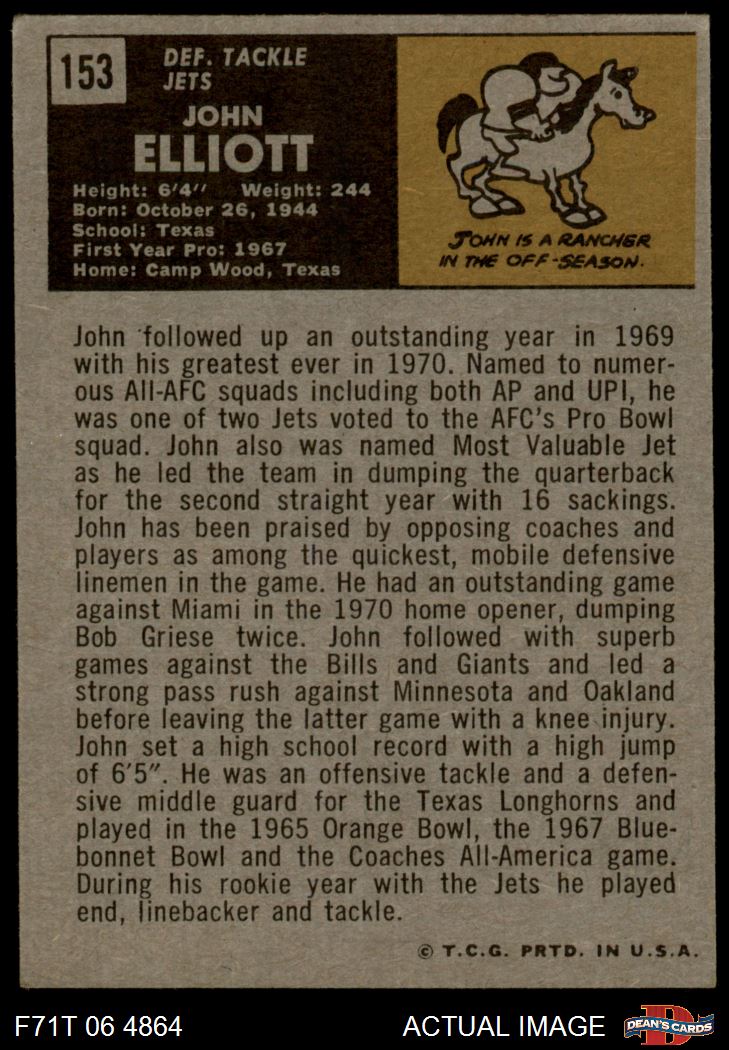 153
DEF. TACKLE
JETS
JOHN
ELLIOTT
Height: 6'4" Weight: 244
Born: October 26, 1944
School: Texas
First Year Pro: 1967
Home: Camp Wood, Texas
JOHN IS A RANCHER
IN THE OFF-SEASON.
John followed up an outstanding year in 1969
with his greatest ever in 1970. Named to numer-
ous All-AFC squads including both AP and UPI, he
was one of two Jets voted to the AFC's Pro Bowl
squad. John also was named Most Valuable Jet
as he led the team in dumping the quarterback
for the second straight year with 16 sackings.
John has been praised by opposing coaches and
players as among the quickest, mobile defensive
linemen in the game. He had an outstanding game
against Miami in the 1970 home opener, dumping
Bob Griese twice. John followed with superb
games against the Bills and Giants and led a
strong pass rush against Minnesota and Oakland
before leaving the latter game with a knee injury.
John set a high school record with a high jump
of 6'5". He was an offensive tackle and a defen-
sive middle guard for the Texas Longhorns and
played in the 1965 Orange Bowl, the 1967 Blue-
bonnet Bowl and the Coaches All-America game.
During his rookie year with the Jets he played
end, linebacker and tackle.
© T.C.G. PRTD. IN U.S.A.
F71T 06 4864
ACTUAL IMAGE
D
DEAN'S CARDS